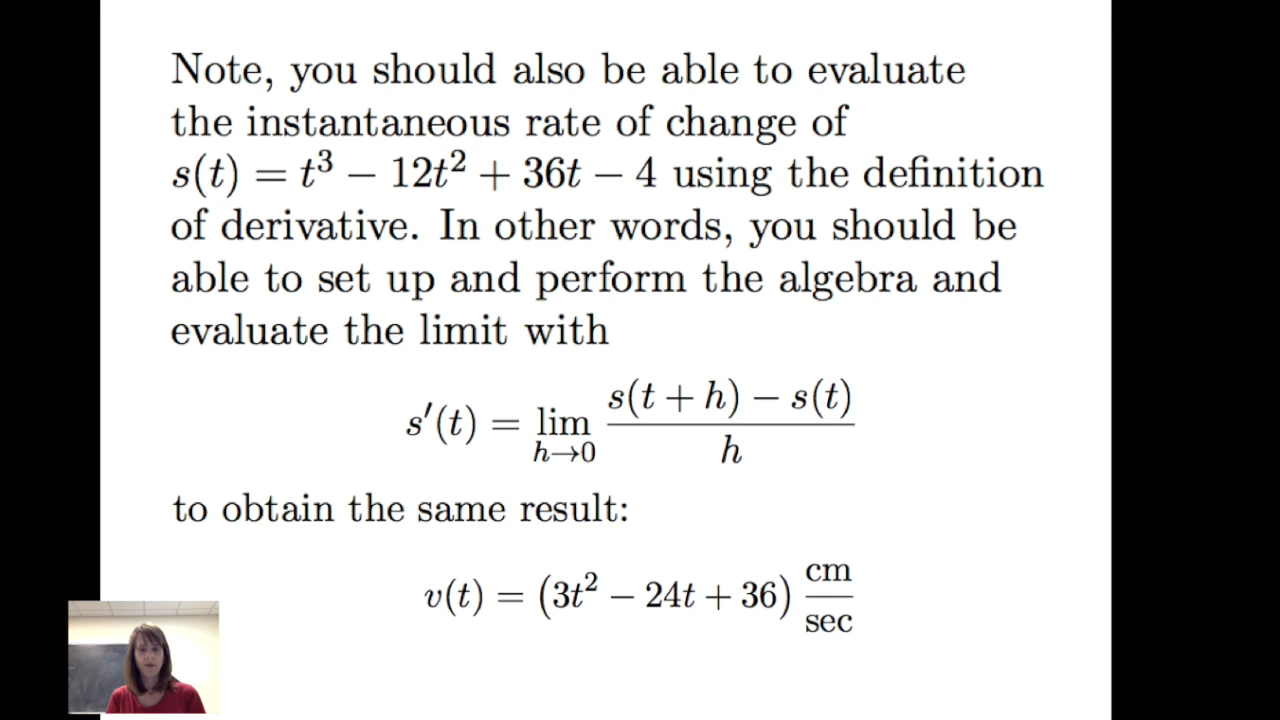 Note, you should also be able to evaluate
the instantaneous rate of change of
s(t) = t³ − 12t² + 36t − 4 using the definition
of derivative. In other words, you should be
able to set up and perform the algebra and
evaluate the limit with
s′(t) = lim h→0 s(t + h) − s(t) / h
to obtain the same result:
v(t) = (3t² − 24t + 36) cm / sec